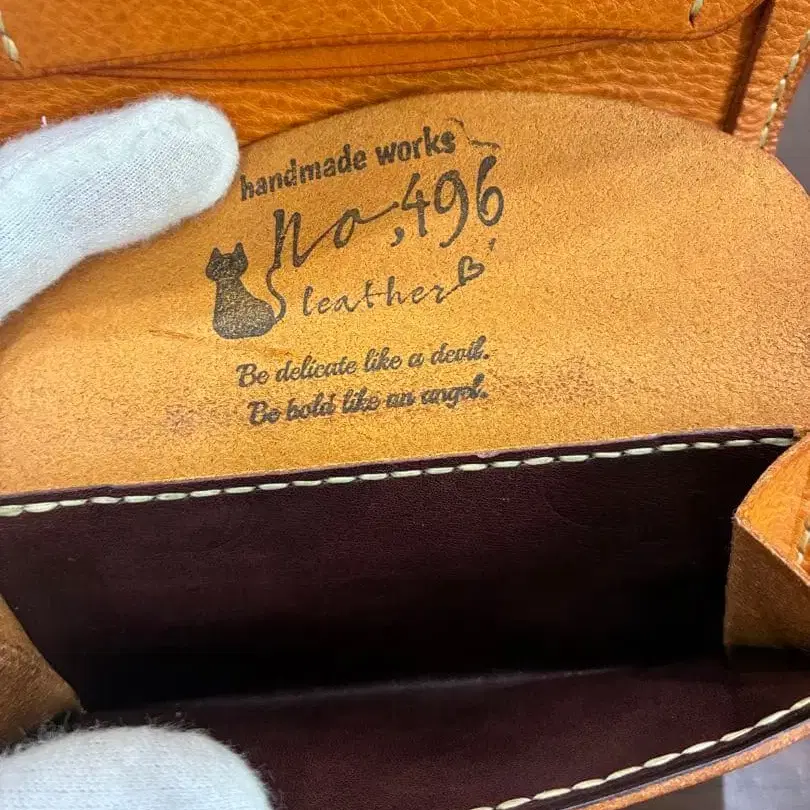 handmade works
no,496
leather
Be delicate like a devil.
Be bold like an angel.